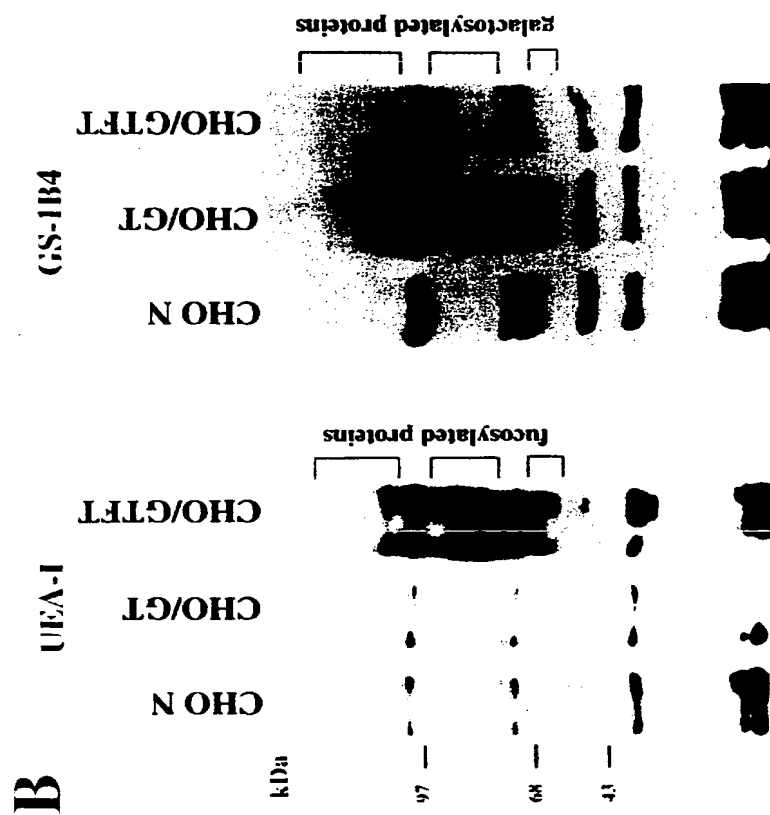 B
UEA-I
GS-1B4
kDa
CHO N
CHO/GT
CHO/GTFT
CHO N
CHO/GT
CHO/GTFT
97
68
43
fucosylated proteins
galactosylated proteins